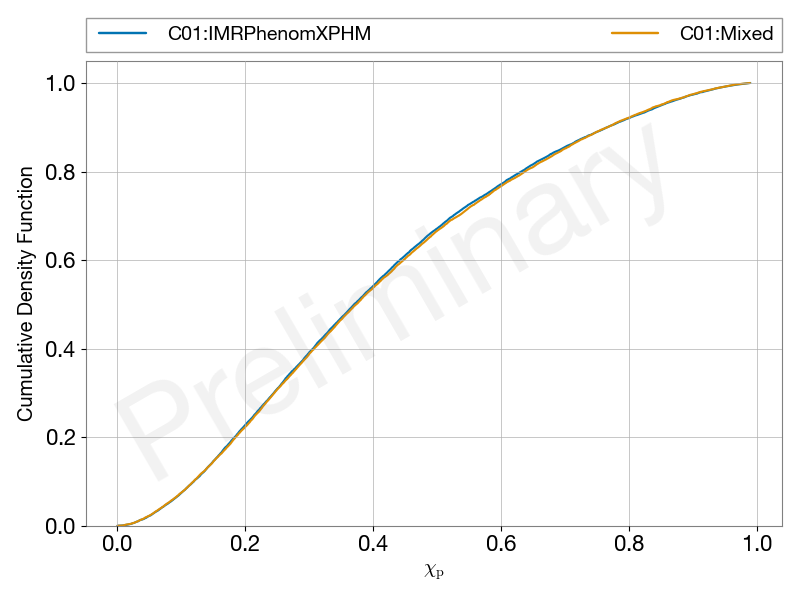 C01:IMRPhenomXPHM C01:Mixed
1.0
0.8
0.6
0.4
0.2
0.0
Cumulative Density Function
Preliminary
0.0 0.2 0.4 0.6 0.8 1.0
χp